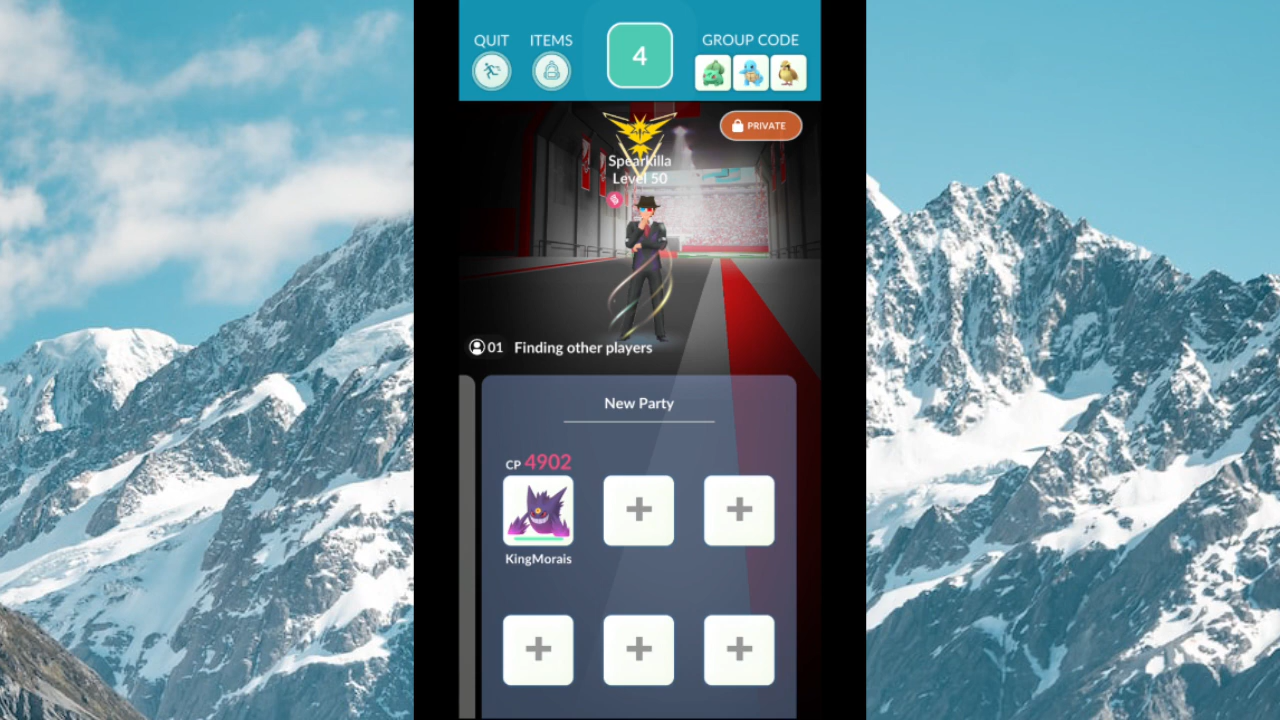 QUIT
ITEMS
4
GROUP CODE
PRIVATE
Spearkilla
Level 50
01 Finding other players
New Party
CP 4902
KingMorais